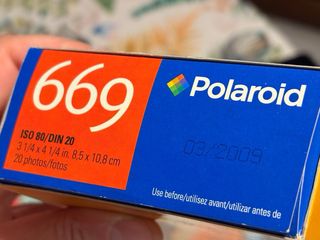 669
ISO 80/DIN 20
3 1/4 x 4 1/4 in. 8,5 x 10,8 cm
20 photos/fotos
Polaroid
09/2009
Use before/utilisez avant/utilizar antes de